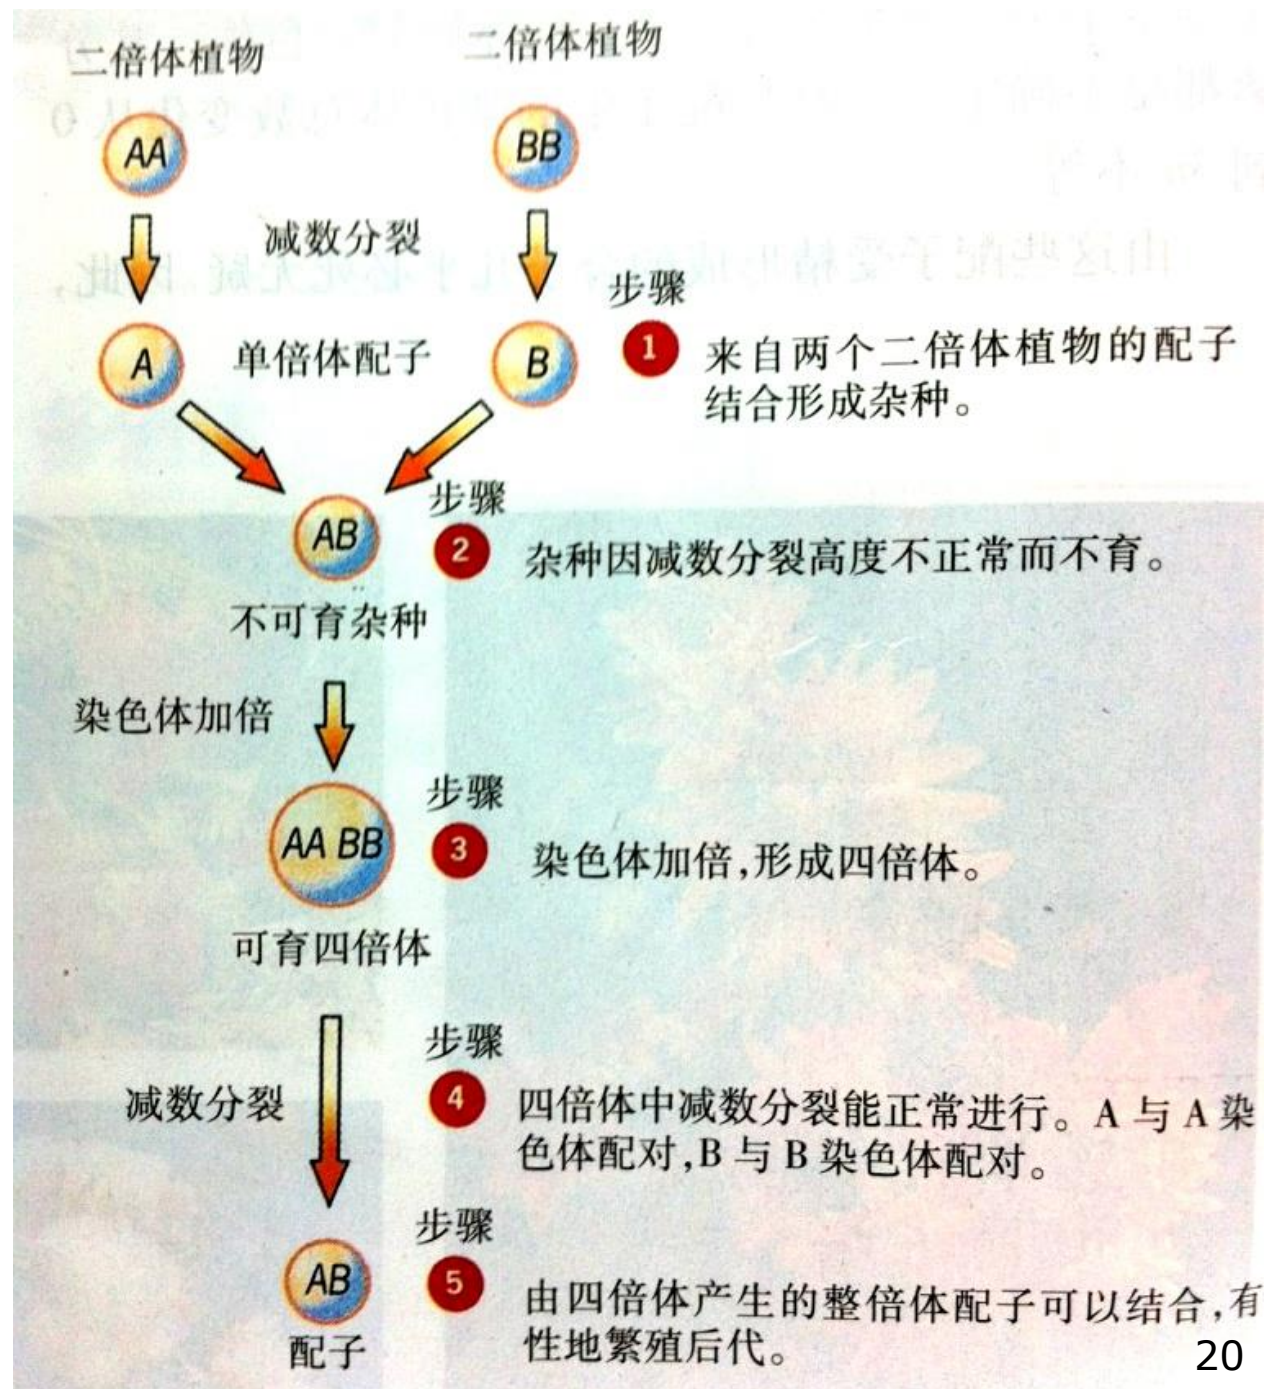 二倍体植物
二倍体植物
AA
BB
减数分裂
步骤
A
单倍体配子
B
1
来自两个二倍体植物的配子
结合形成杂种。
步骤
AB
2
杂种因减数分裂高度不正常而不育。
不可育杂种
染色体加倍
步骤
AA BB
3
染色体加倍,形成四倍体。
可育四倍体
步骤
减数分裂
4
四倍体中减数分裂能正常进行。A 与 A 染
色体配对,B 与 B 染色体配对。
步骤
AB
5
由四倍体产生的整倍体配子可以结合,有
性地繁殖后代。
配子
20